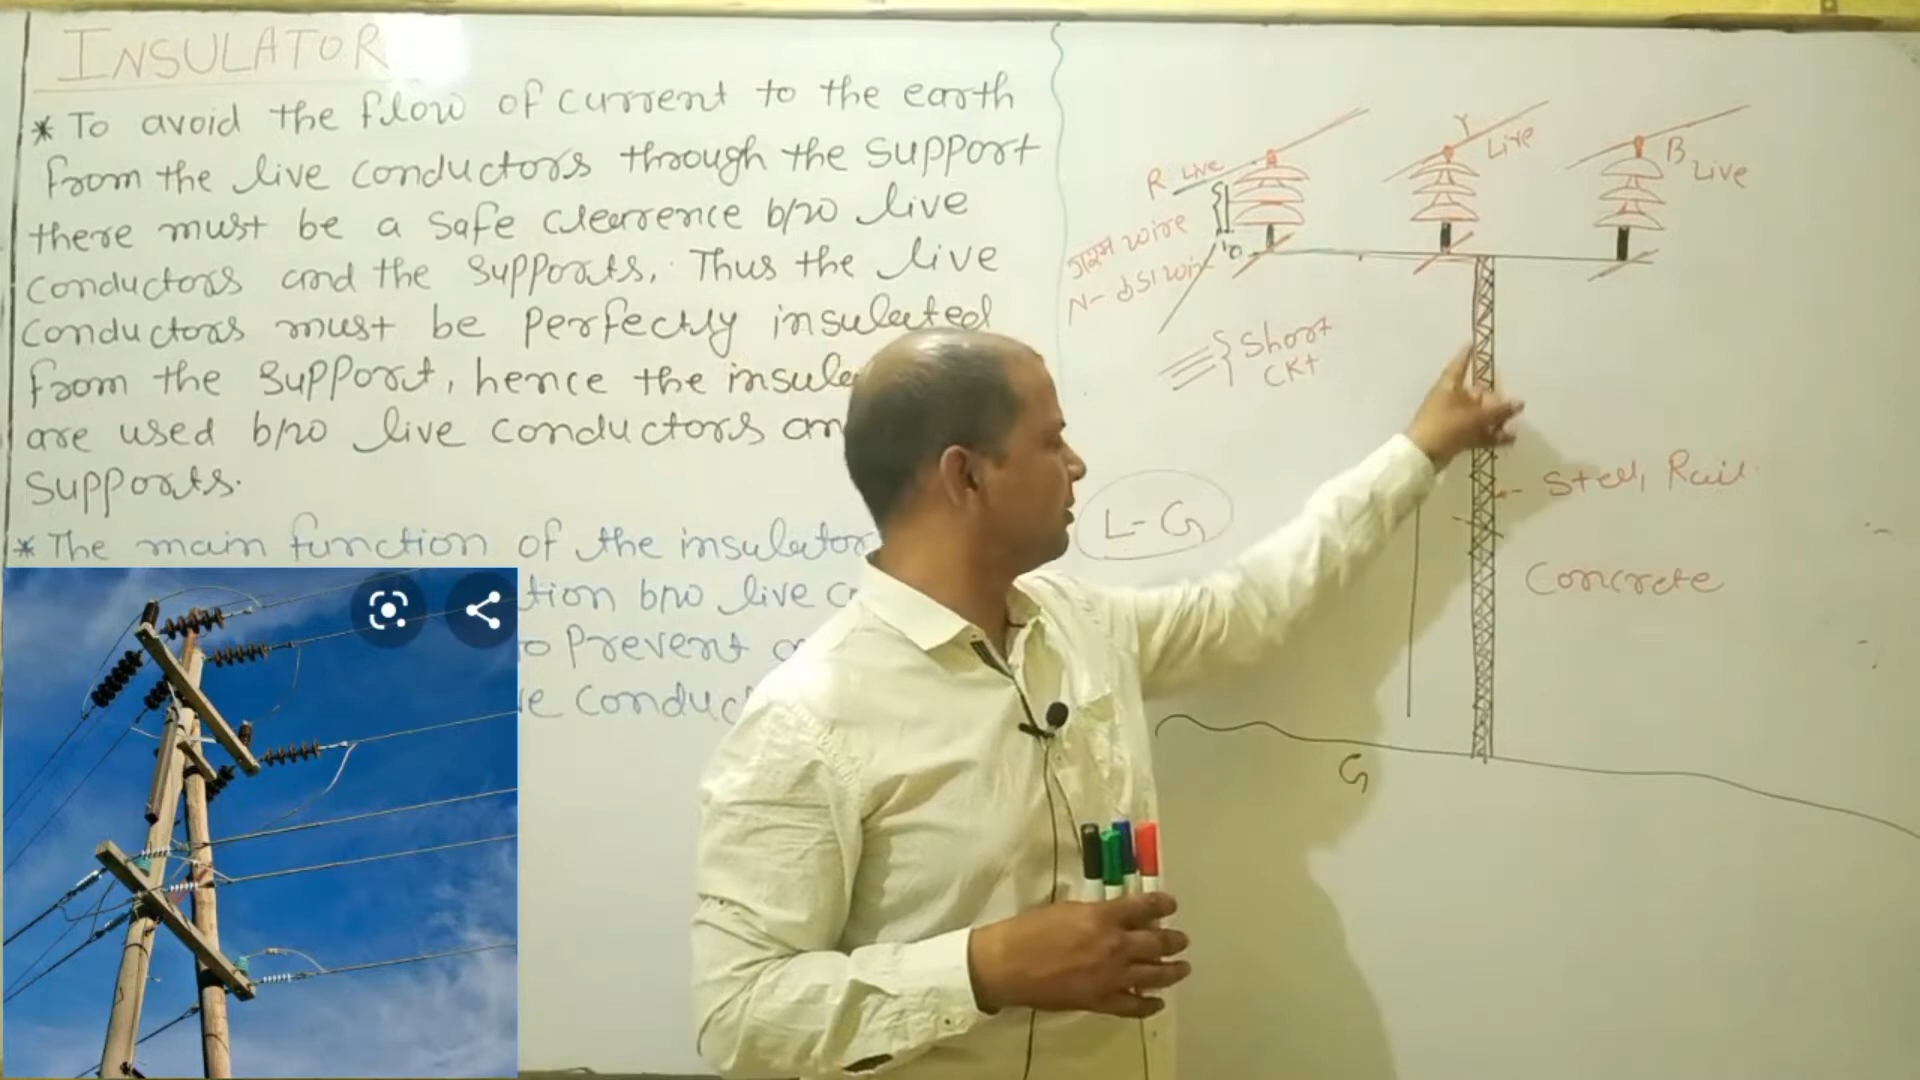 INSULATOR
* To avoid the flow of current to the earth
from the live conductors through the support
there must be a safe clearence b/w live
conductors and the supports. Thus the live
conductors must be perfectly insulated
from the support, hence the
are used b/w live conductors
supports.
* The main function of the insulator
b/w live
to Prevent
R Live
Y
Live
B
Live
गरम wire
N-
Short
CKt
L-G
Steel, Rail
Concrete
G